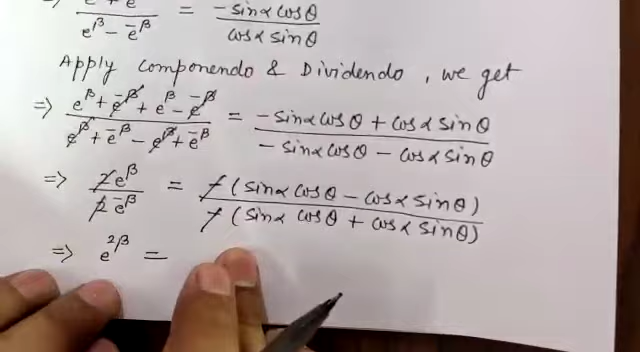 ⇒ (e^β + e^-β)/(e^β − e^-β) = (−sinα cosθ)/(cosα sinθ)
Apply Componendo & Dividendo, we get
⇒ (e^β + e^-β + e^β − e^-β)/(e^β + e^-β − e^β + e^-β) = (−sinα cosθ + cosα sinθ)/(−sinα cosθ − cosα sinθ)
⇒ (2e^β)/(2e^-β) = (−(sinα cosθ − cosα sinθ))/(−(sinα cosθ + cosα sinθ))
⇒ e^2β =